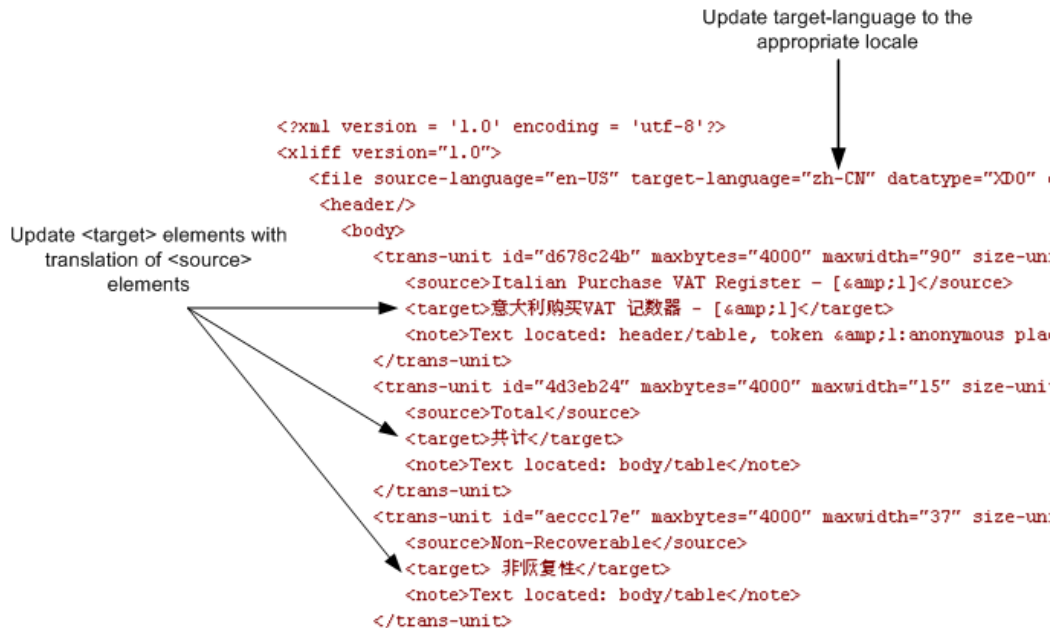 Update target-language to the
appropriate locale
<?xml version = '1.0' encoding = 'utf-8'?>
<xliff version="1.0">
<file source-language="en-US" target-language="zh-CN" datatype="XDO"
<header/>
<body>
Update <target> elements with
translation of <source>
elements
<trans-unit id="d678c24b" maxbytes="4000" maxwidth="90" size-uni
<source>Italian Purchase VAT Register - [&amp;l]</source>
<target>意大利购买VAT 记数器 - [&amp;l]</target>
<note>Text located: header/table, token &amp;l:anonymous plac
</trans-unit>
<trans-unit id="4d3eb24" maxbytes="4000" maxwidth="15" size-unit
<source>Total</source>
<target>共计</target>
<note>Text located: body/table</note>
</trans-unit>
<trans-unit id="aeccc17e" maxbytes="4000" maxwidth="37" size-uni
<source>Non-Recoverable</source>
<target> 非恢复性</target>
<note>Text located: body/table</note>
</trans-unit>